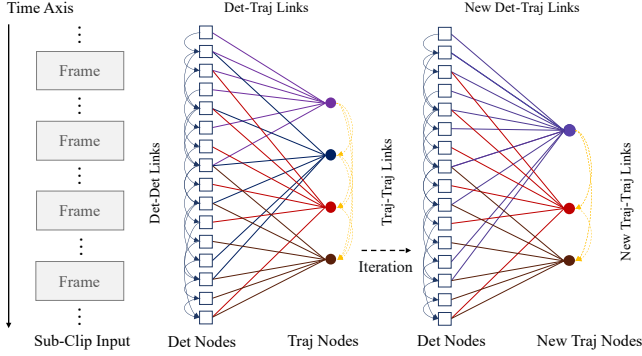 Time Axis
Det-Traj Links
New Det-Traj Links
Frame
Frame
Frame
Frame
Det-Det Links
Traj-Traj Links
New Traj-Traj Links
Iteration
Sub-Clip Input
Det Nodes
Traj Nodes
Det Nodes
New Traj Nodes